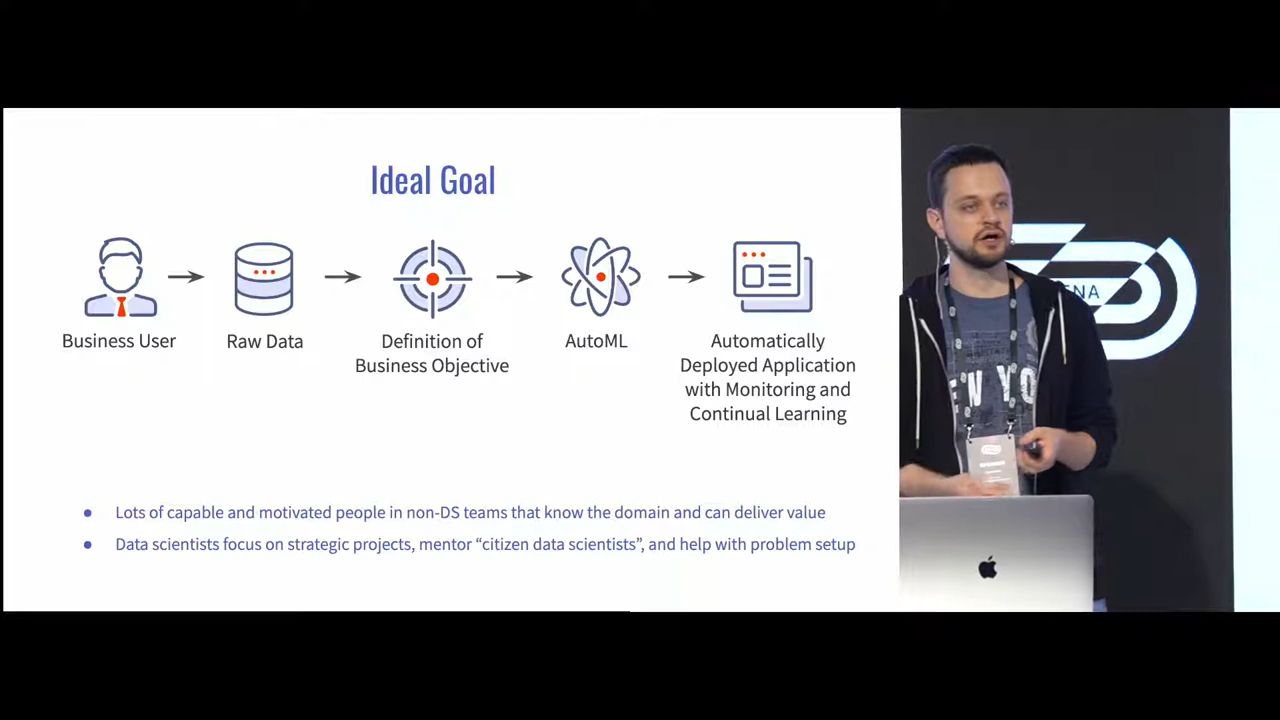 Ideal Goal
Business User
Raw Data
Definition of
Business Objective
AutoML
Automatically
Deployed Application
with Monitoring and
Continual Learning
● Lots of capable and motivated people in non-DS teams that know the domain and can deliver value
● Data scientists focus on strategic projects, mentor “citizen data scientists”, and help with problem setup